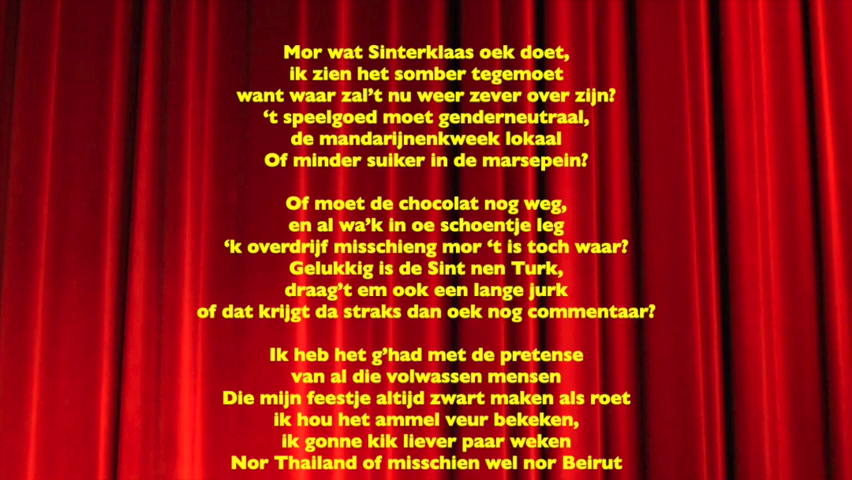 Mor wat Sinterklaas oek doet,
ik zien het somber tegemoet
want waar zal’t nu weer zever over zijn?
‘t speelgoed moet genderneutraal,
de mandarijnenkweek lokaal
Of minder suiker in de marsepein?
Of moet de chocolat nog weg,
en al wa’k in oe schoentje leg
‘k overdrijf misschieng mor ‘t is toch waar?
Gelukkig is de Sint nen Turk,
draag’t em ook een lange jurk
of dat krijgt da straks dan oek nog commentaar?
Ik heb het g’had met de pretense
van al die volwassen mensen
Die mijn feestje altijd zwart maken als roet
ik hou het ammel veur bekeken,
ik gonne kik liever paar weken
Nor Thailand of misschien wel nor Beirut